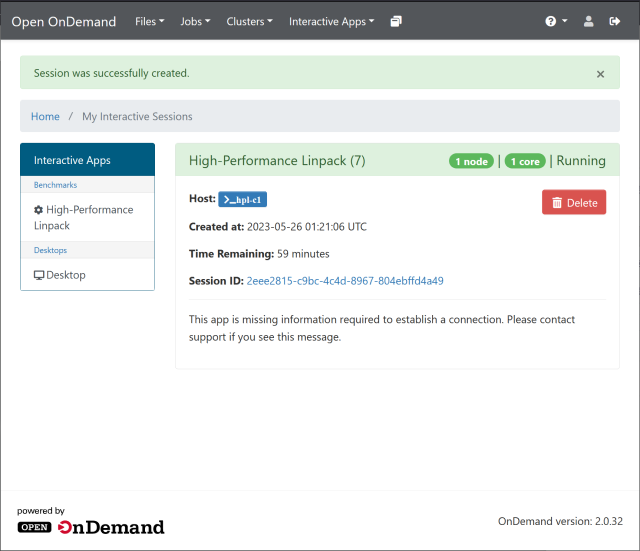 Open OnDemand Files Jobs Clusters Interactive Apps
Session was successfully created. ×
Home / My Interactive Sessions
Interactive Apps
Benchmarks
High-Performance
Linpack
Desktops
Desktop
High-Performance Linpack (7) 1 node | 1 core | Running
Host: >_hpl-c1
Delete
Created at: 2023-05-26 01:21:06 UTC
Time Remaining: 59 minutes
Session ID: 2eee2815-c9bc-4c4d-8967-804ebffd4a49
This app is missing information required to establish a connection. Please contact
support if you see this message.
powered by
OPEN OnDemand
OnDemand version: 2.0.32